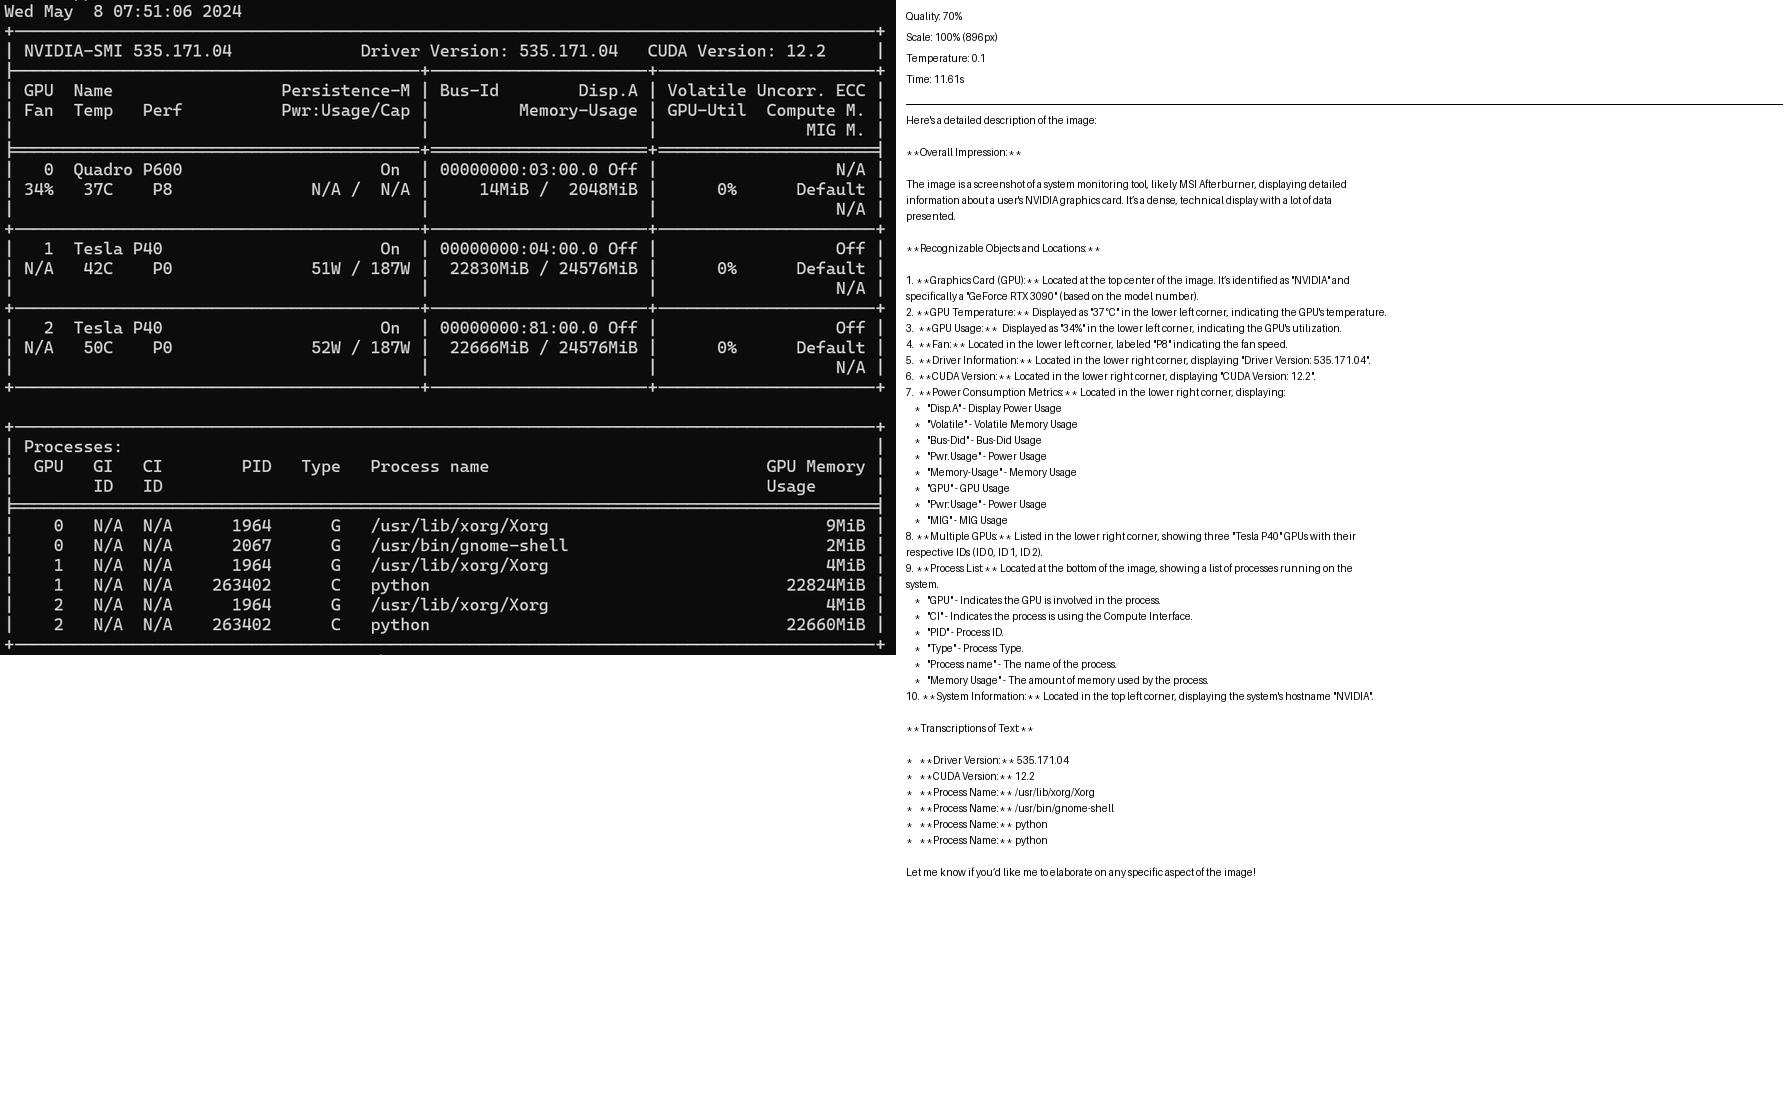 Wed May  8 07:51:06 2024
NVIDIA-SMI 535.171.04    Driver Version: 535.171.04    CUDA Version: 12.2
GPU  Name    Persistence-M | Bus-Id    Disp.A | Volatile Uncorr. ECC
Fan  Temp  Perf    Pwr:Usage/Cap | Memory-Usage | GPU-Util  Compute M.
MIG M.
0  Quadro P600    On | 00000000:03:00.0 Off | N/A
34%  37C  P8    N/A / N/A | 14MiB / 2048MiB | 0%  Default
N/A
1  Tesla P40    On | 00000000:04:00.0 Off | Off
N/A  42C  P0    51W / 187W | 22830MiB / 24576MiB | 0%  Default
N/A
2  Tesla P40    On | 00000000:81:00.0 Off | Off
N/A  50C  P0    52W / 187W | 22666MiB / 24576MiB | 0%  Default
N/A
Processes:
GPU  GI  CI  PID  Type  Process name  GPU Memory
ID  ID  Usage
0  N/A  N/A  1964  G  /usr/lib/xorg/Xorg  9MiB
0  N/A  N/A  2067  G  /usr/bin/gnome-shell  2MiB
1  N/A  N/A  1964  G  /usr/lib/xorg/Xorg  4MiB
1  N/A  N/A  263402  C  python  22824MiB
2  N/A  N/A  1964  G  /usr/lib/xorg/Xorg  4MiB
2  N/A  N/A  263402  C  python  22660MiB
Quality: 70%
Scale: 100% (896px)
Temperature: 0.1
Time: 11.61s
Here's a detailed description of the image:
**Overall Impression:**
The image is a screenshot of a system monitoring tool, likely MSI Afterburner, displaying detailed
information about a user's NVIDIA graphics card. It's a dense, technical display with a lot of data
presented.
**Recognizable Objects and Locations:**
1. **Graphics Card (GPU):** Located at the top center of the image. It's identified as "NVIDIA" and
specifically a "GeForce RTX 3090" (based on the model number).
2. **GPU Temperature:** Displayed as "37°C" in the lower left corner, indicating the GPU's temperature.
3. **GPU Usage:** Displayed as "34%" in the lower left corner, indicating the GPU's utilization.
4. **Fan:** Located in the lower left corner, labeled "P8" indicating the fan speed.
5. **Driver Information:** Located in the lower right corner, displaying "Driver Version: 535.171.04".
6. **CUDA Version:** Located in the lower right corner, displaying "CUDA Version: 12.2".
7. **Power Consumption Metrics:** Located in the lower right corner, displaying:
* "Disp.A" - Display Power Usage
* "Volatile" - Volatile Memory Usage
* "Bus-Did" - Bus-Did Usage
* "Pwr.Usage" - Power Usage
* "Memory-Usage" - Memory Usage
* "GPU" - GPU Usage
* "Pwr:Usage" - Power Usage
* "MIG" - MIG Usage
8. **Multiple GPUs:** Listed in the lower right corner, showing three "Tesla P40" GPUs with their
respective IDs (ID 0, ID 1, ID 2).
9. **Process List:** Located at the bottom of the image, showing a list of processes running on the
system.
* "GPU" - Indicates the GPU is involved in the process.
* "CI" - Indicates the process is using the Compute Interface.
* "PID" - Process ID.
* "Type" - Process Type.
* "Process name" - The name of the process.
* "Memory Usage" - The amount of memory used by the process.
10. **System Information:** Located in the top left corner, displaying the system's hostname "NVIDIA".
**Transcriptions of Text:**
* **Driver Version:** 535.171.04
* **CUDA Version:** 12.2
* **Process Name:** /usr/lib/xorg/Xorg
* **Process Name:** /usr/bin/gnome-shell
* **Process Name:** python
* **Process Name:** python
Let me know if you'd like me to elaborate on any specific aspect of the image!